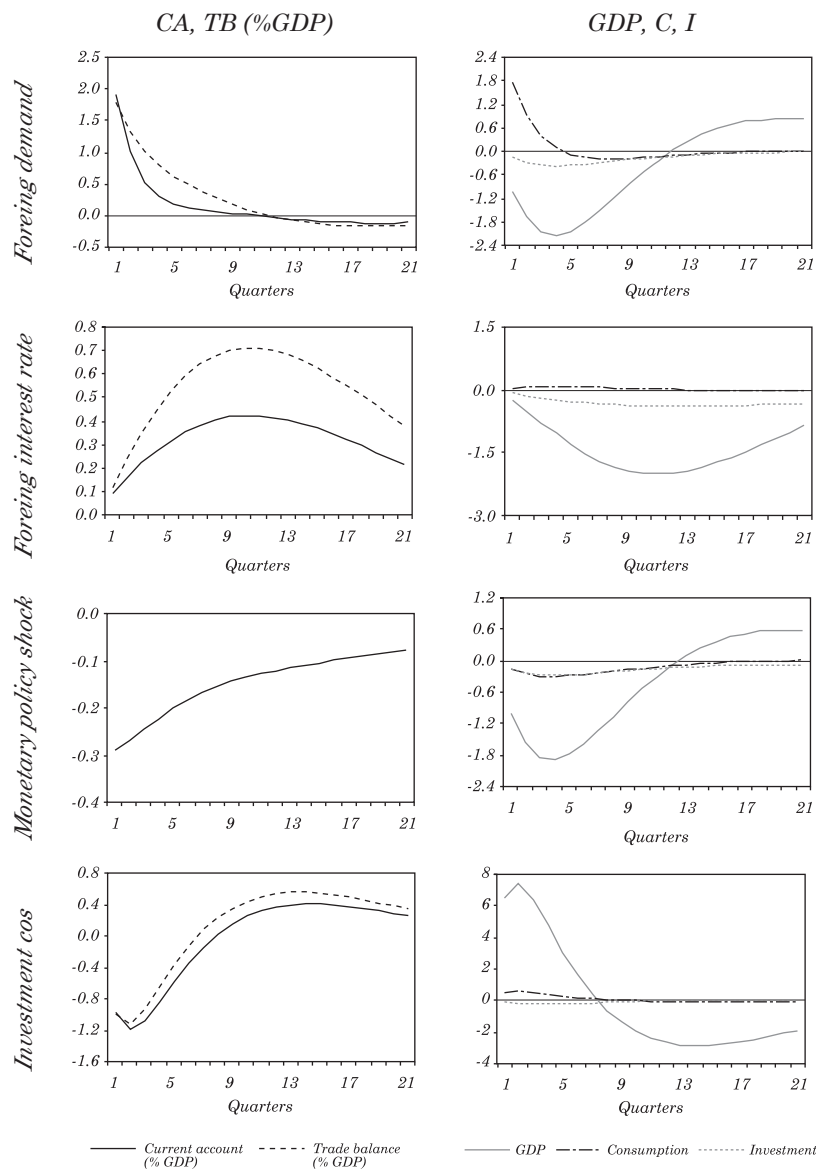 CA, TB (%GDP)
GDP, C, I
Foreing demand
2.5
2.0
1.5
1.0
0.5
0.0
-0.5
1 5 9 13 17 21
Quarters
2.4
1.8
1.2
0.6
0.0
-0.6
-1.2
-1.8
-2.4
1 5 9 13 17 21
Quarters
Foreing interest rate
0.8
0.7
0.6
0.5
0.4
0.3
0.2
0.1
0.0
1 5 9 13 17 21
Quarters
1.5
0.0
-1.5
-3.0
1 5 9 13 17 21
Quarters
Monetary policy shock
0.0
-0.1
-0.2
-0.3
-0.4
1 5 9 13 17 21
Quarters
1.2
0.6
0.0
-0.6
-1.2
-1.8
-2.4
1 5 9 13 17 21
Quarters
Investment cos
0.8
0.4
0.0
-0.4
-0.8
-1.2
-1.6
1 5 9 13 17 21
Quarters
8
6
4
2
0
-2
-4
1 5 9 13 17 21
Quarters
Current account
(% GDP)
Trade balance
(% GDP)
GDP
Consumption
Investment